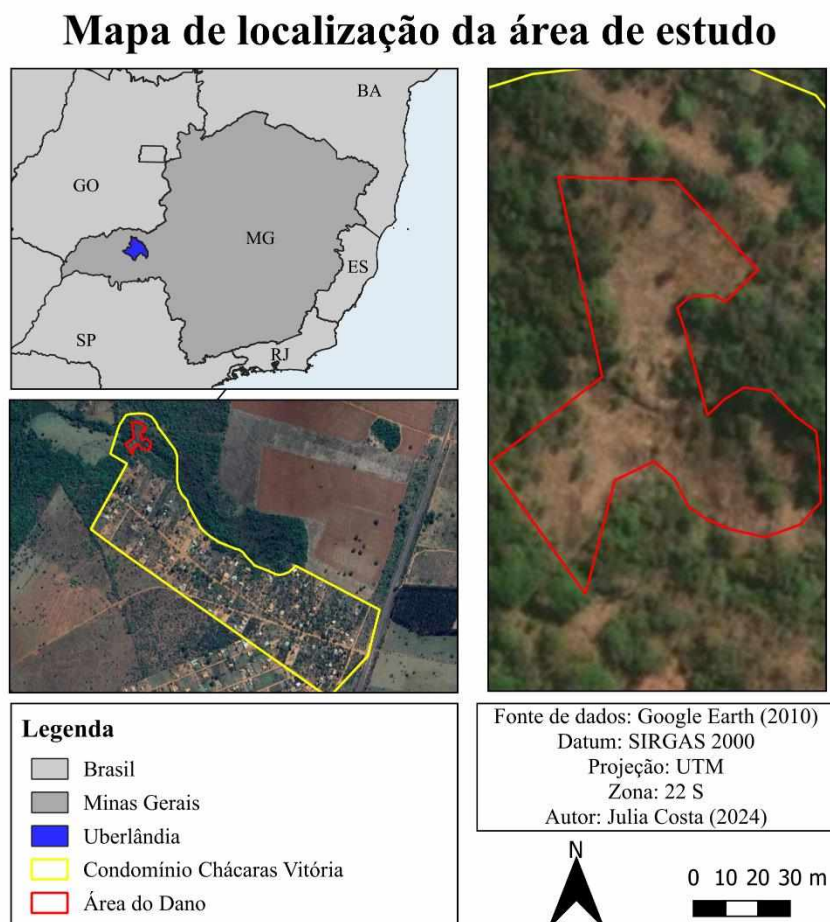 Mapa de localização da área de estudo
BA
GO
MG
ES
SP
RJ
Legenda
Brasil
Minas Gerais
Uberlândia
Condomínio Chácaras Vitória
Área do Dano
Fonte de dados: Google Earth (2010)
Datum: SIRGAS 2000
Projeção: UTM
Zona: 22 S
Autor: Julia Costa (2024)
N
0 10 20 30 m